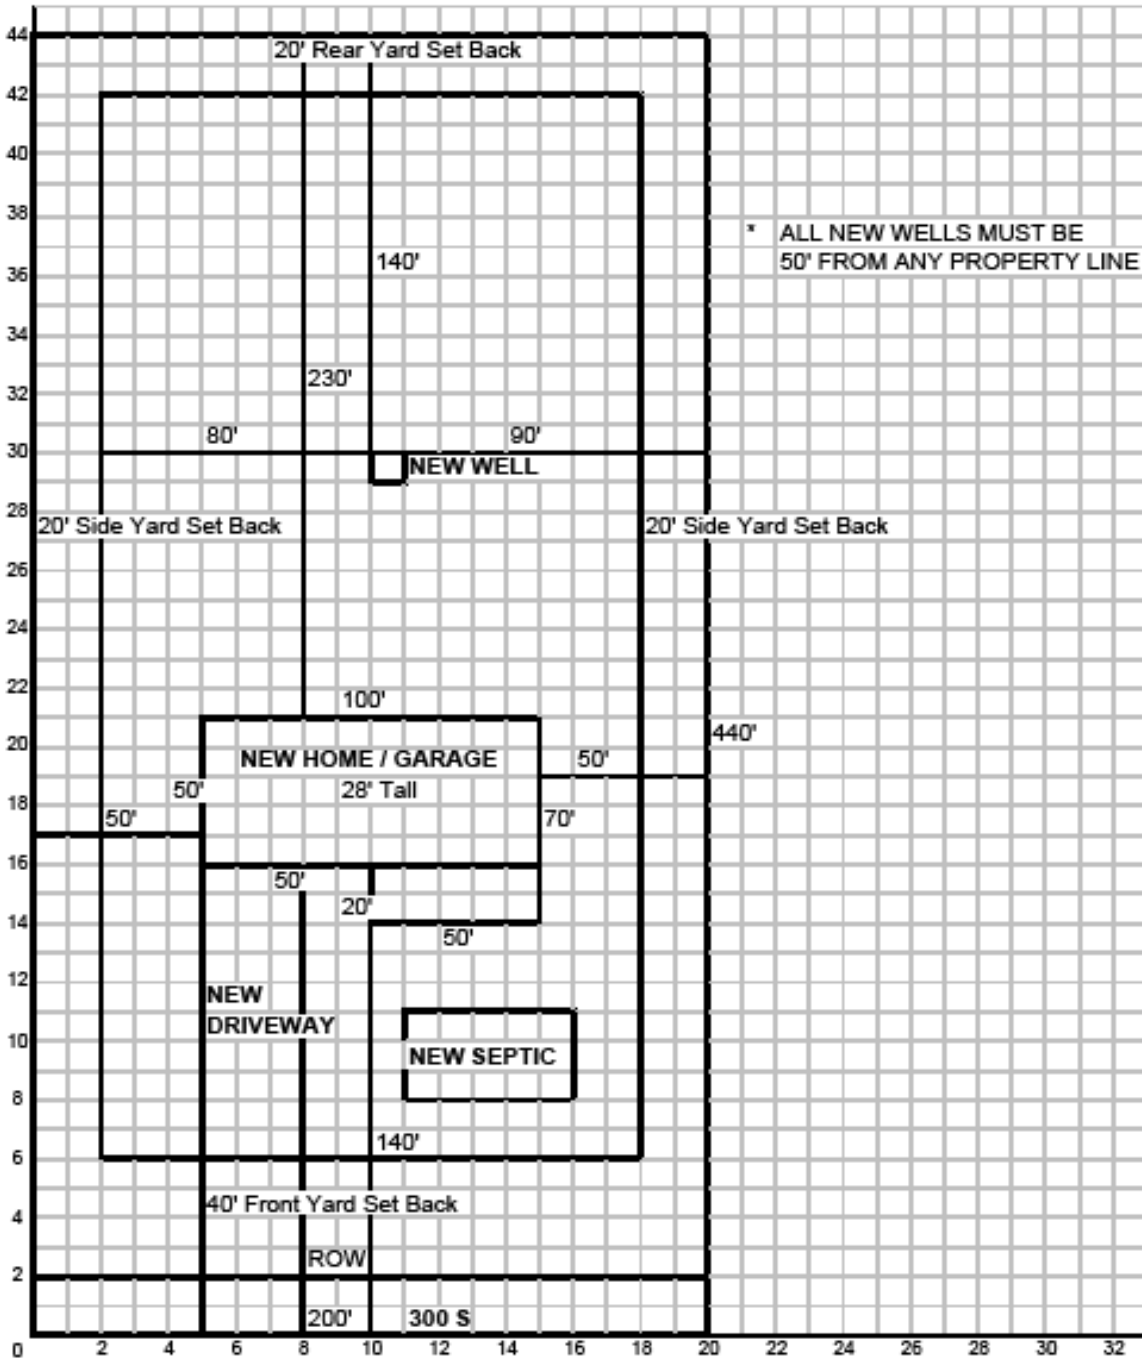 44
20' Rear Yard Set Back
42
40
38
* ALL NEW WELLS MUST BE
50' FROM ANY PROPERTY LINE
36
140'
34
230'
32
80'
90'
30
NEW WELL
28
20' Side Yard Set Back
20' Side Yard Set Back
26
24
22
100'
440'
20
NEW HOME / GARAGE
50'
50'
28' Tall
18
50'
70'
16
50'
20'
14
50'
12
NEW
DRIVEWAY
10
NEW SEPTIC
8
140'
6
40' Front Yard Set Back
4
ROW
2
200'
300 S
0 2 4 6 8 10 12 14 16 18 20 22 24 26 28 30 32